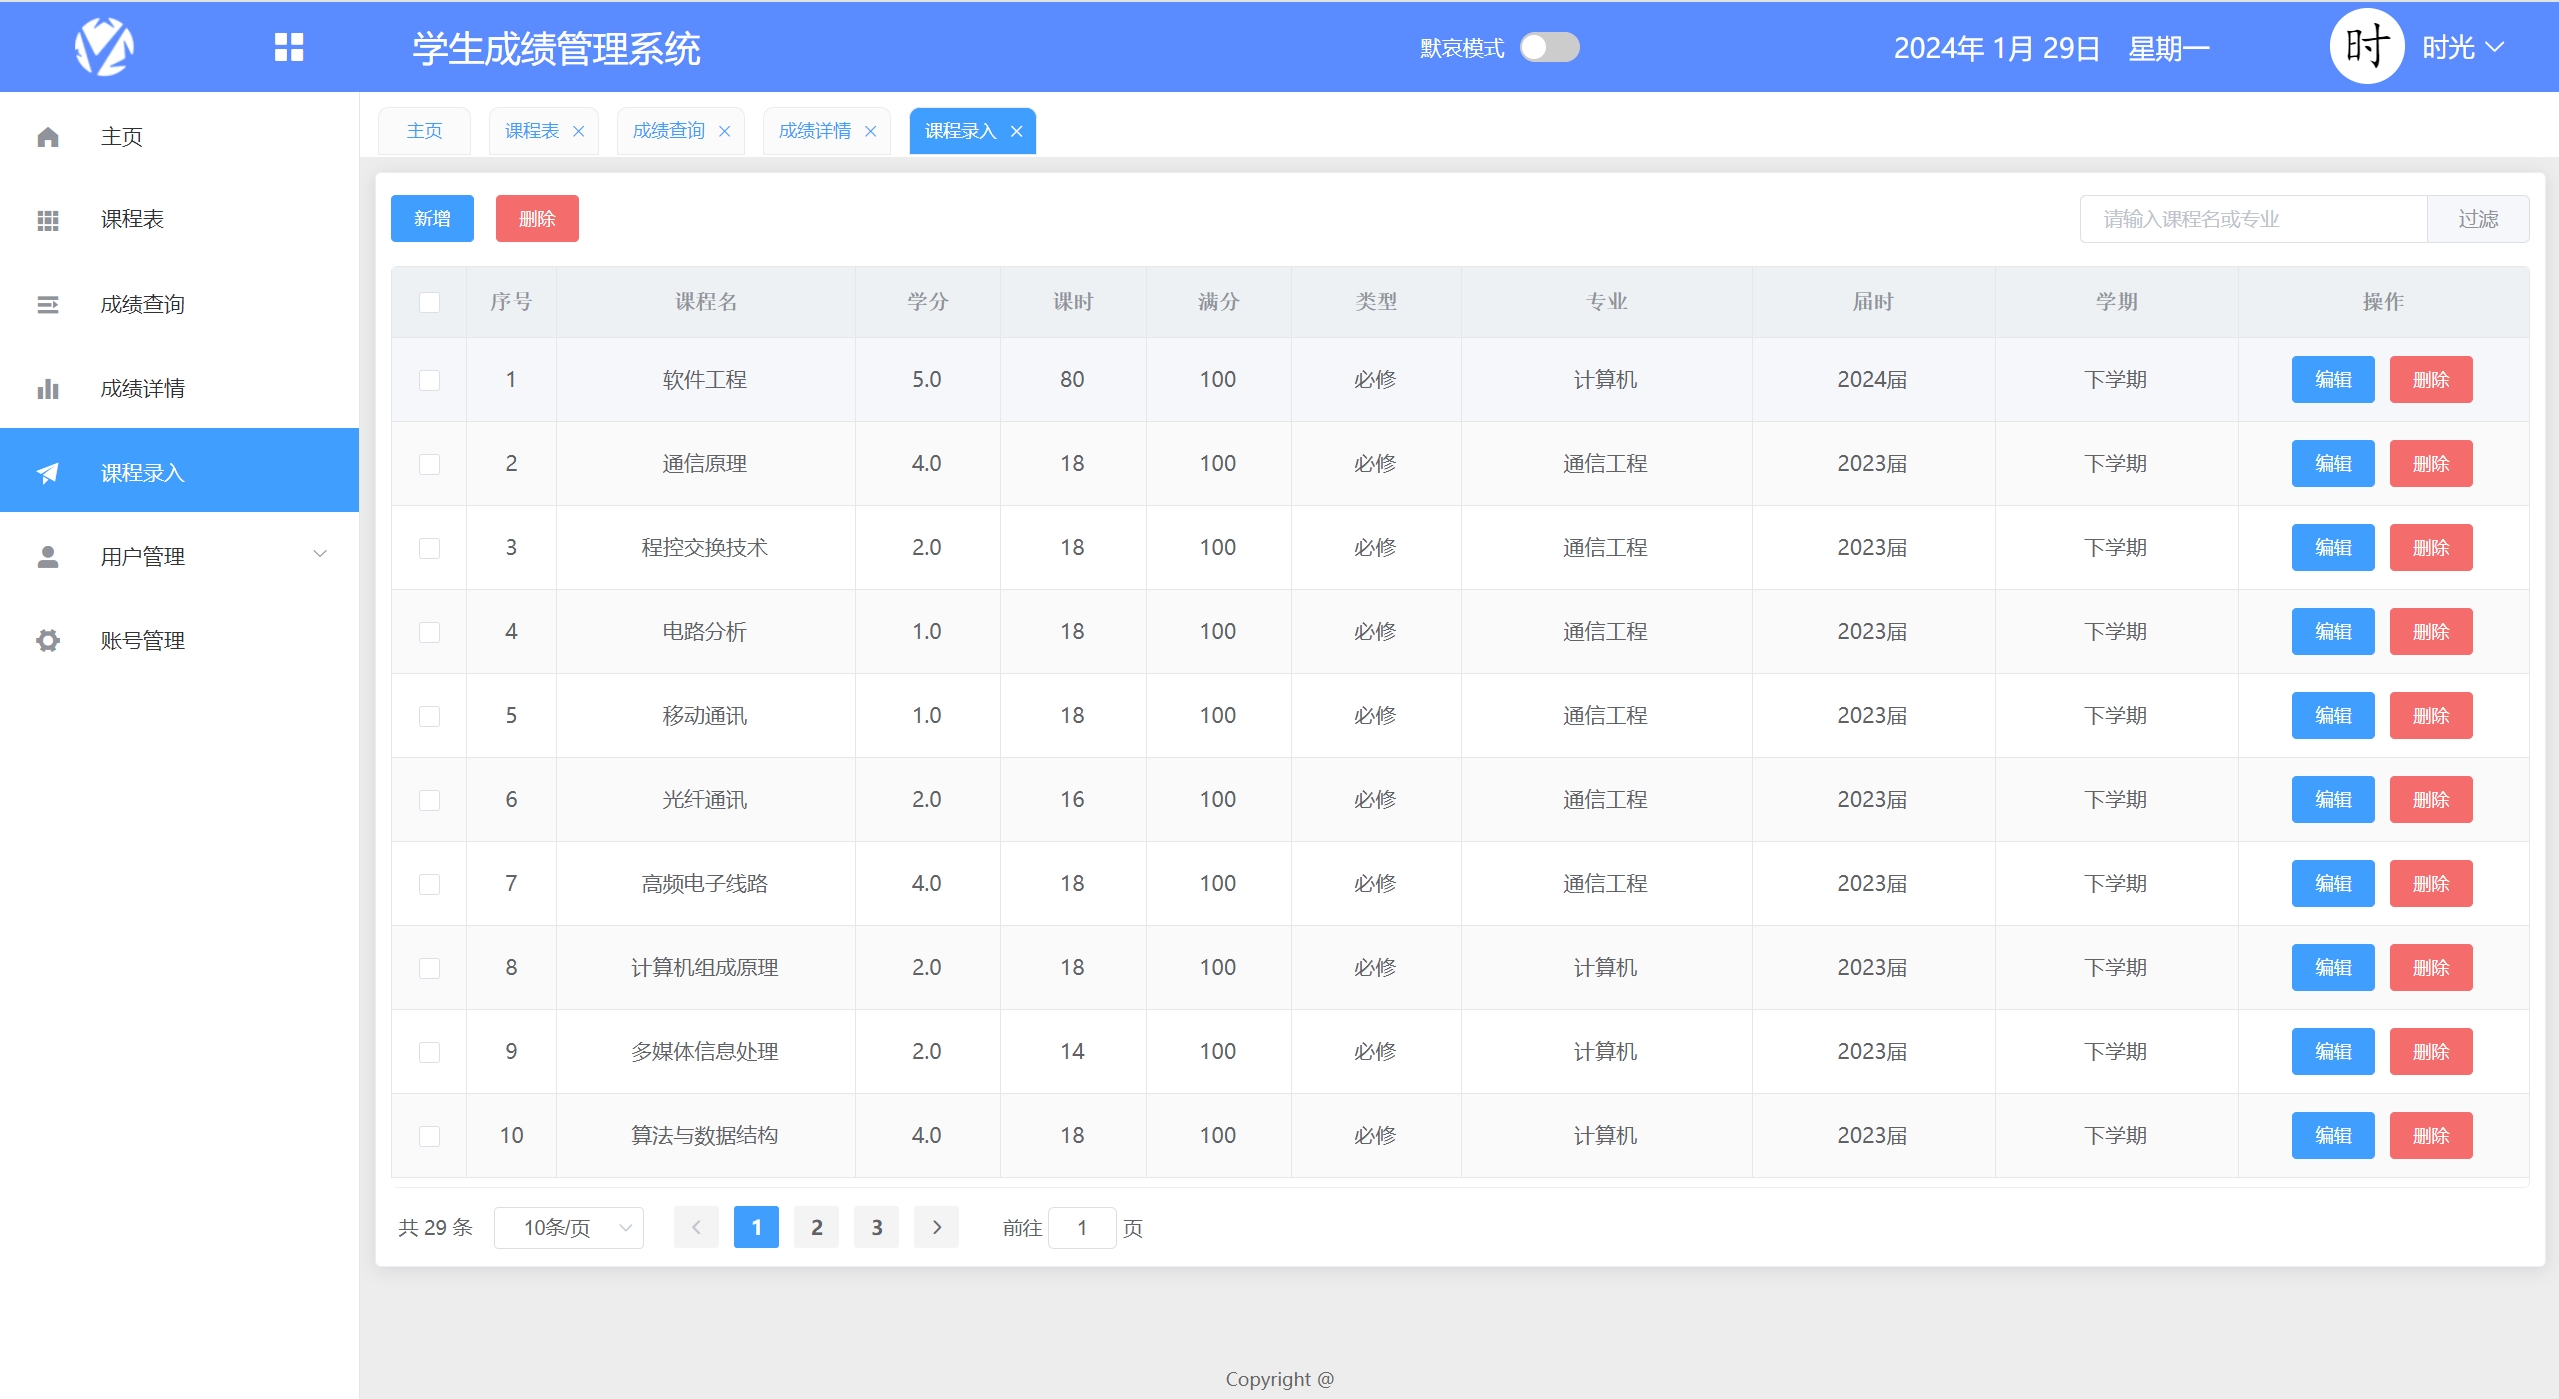 学生成绩管理系统 默哀模式 2024年 1月 29日 星期一 时 时光
主页
课程表
成绩查询
成绩详情
课程录入
用户管理
账号管理
主页 课程表 成绩查询 成绩详情 课程录入
新增 删除 请输入课程名或专业 过滤
序号 课程名 学分 课时 满分 类型 专业 届时 学期 操作
1 软件工程 5.0 80 100 必修 计算机 2024届 下学期 编辑 删除
2 通信原理 4.0 18 100 必修 通信工程 2023届 下学期 编辑 删除
3 程控交换技术 2.0 18 100 必修 通信工程 2023届 下学期 编辑 删除
4 电路分析 1.0 18 100 必修 通信工程 2023届 下学期 编辑 删除
5 移动通讯 1.0 18 100 必修 通信工程 2023届 下学期 编辑 删除
6 光纤通讯 2.0 16 100 必修 通信工程 2023届 下学期 编辑 删除
7 高频电子线路 4.0 18 100 必修 通信工程 2023届 下学期 编辑 删除
8 计算机组成原理 2.0 18 100 必修 计算机 2023届 下学期 编辑 删除
9 多媒体信息处理 2.0 14 100 必修 计算机 2023届 下学期 编辑 删除
10 算法与数据结构 4.0 18 100 必修 计算机 2023届 下学期 编辑 删除
共 29 条 10条/页 1 2 3 前往 1 页
Copyright @